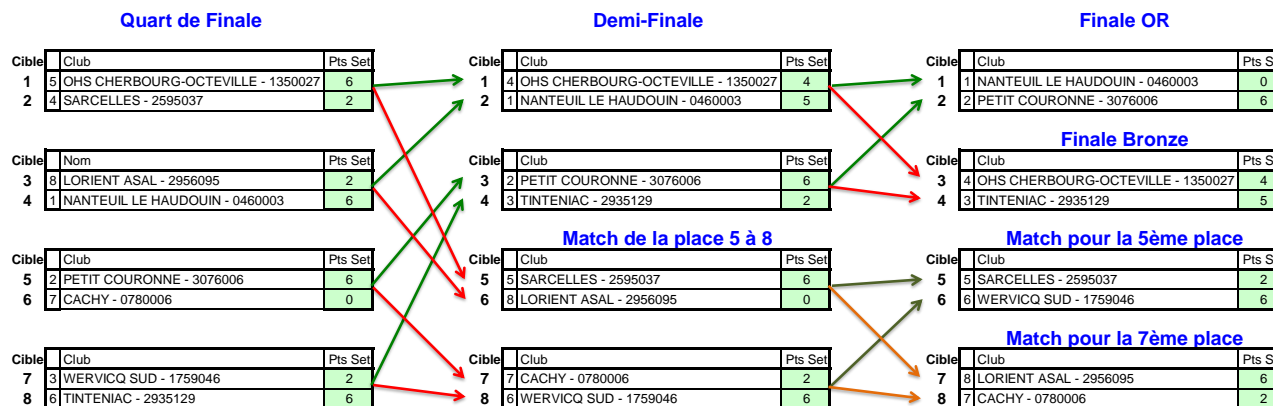 Quart de Finale Demi-Finale Finale OR
Cible Club Pts Set Cible Club Pts Set Cible Club Pts S
1 5 OHS CHERBOURG-OCTEVILLE - 1350027 6 1 4 OHS CHERBOURG-OCTEVILLE - 1350027 4 1 1 NANTEUIL LE HAUDOUIN - 0460003 0
2 4 SARCELLES - 2595037 2 2 1 NANTEUIL LE HAUDOUIN - 0460003 5 2 2 PETIT COURONNE - 3076006 6
Finale Bronze
Cible Nom Pts Set Cible Club Pts Set Cible Club Pts S
3 8 LORIENT ASAL - 2956095 2 3 2 PETIT COURONNE - 3076006 6 3 4 OHS CHERBOURG-OCTEVILLE - 1350027 4
4 1 NANTEUIL LE HAUDOUIN - 0460003 6 4 3 TINTENIAC - 2935129 2 4 3 TINTENIAC - 2935129 5
Match de la place 5 à 8 Match pour la 5ème place
Cible Club Pts Set Cible Club Pts Set Cible Club Pts S
5 2 PETIT COURONNE - 3076006 6 5 5 SARCELLES - 2595037 6 5 5 SARCELLES - 2595037 2
6 7 CACHY - 0780006 0 6 8 LORIENT ASAL - 2956095 0 6 6 WERVICQ SUD - 1759046 6
Match pour la 7ème place
Cible Club Pts Set Cible Club Pts Set Cible Club Pts S
7 3 WERVICQ SUD - 1759046 2 7 7 CACHY - 0780006 2 7 8 LORIENT ASAL - 2956095 6
8 6 TINTENIAC - 2935129 6 8 6 WERVICQ SUD - 1759046 6 8 7 CACHY - 0780006 2